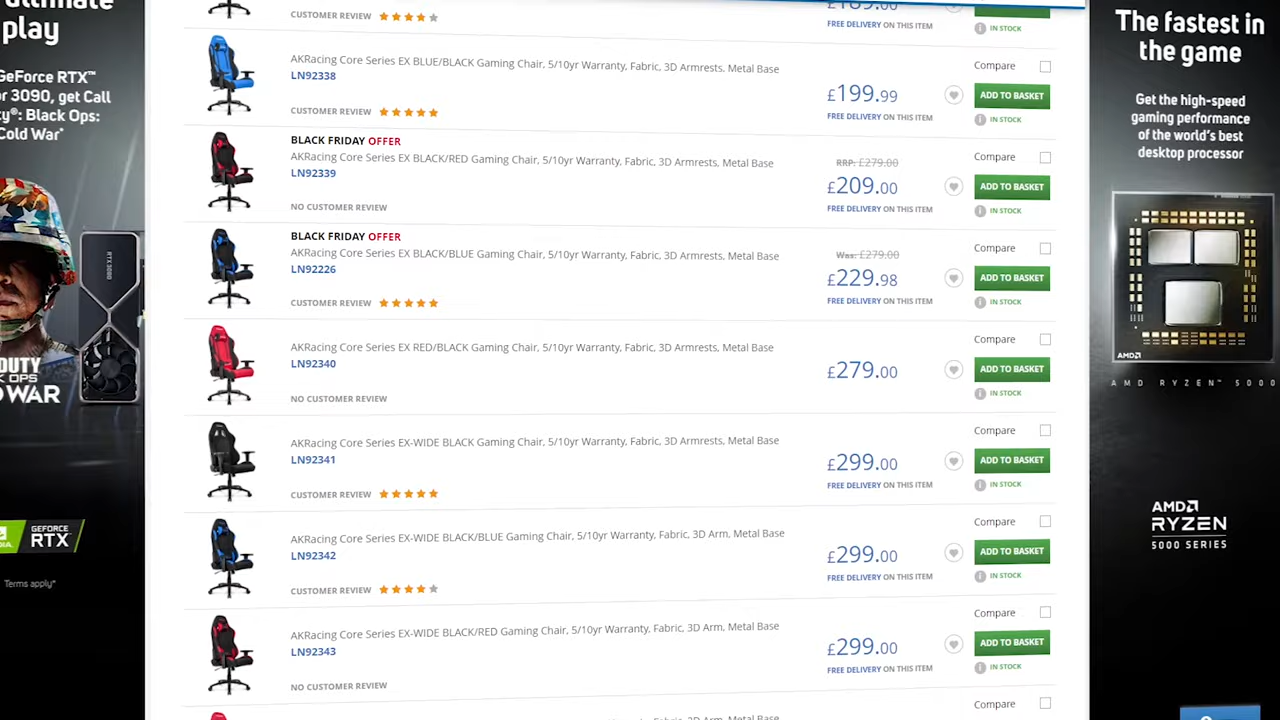 ultimate
play
GeForce RTX™
or 3090, get Call
Duty®: Black Ops:
Cold War*
RTX 3090
DUTY
OPS
WAR
GEFORCE
RTX
Terms apply*
£189.00
CUSTOMER REVIEW
FREE DELIVERY ON THIS ITEM
IN STOCK
AKRacing Core Series EX BLUE/BLACK Gaming Chair, 5/10yr Warranty, Fabric, 3D Armrests, Metal Base
LN92338
CUSTOMER REVIEW
£199.99
FREE DELIVERY ON THIS ITEM
Compare
ADD TO BASKET
IN STOCK
BLACK FRIDAY OFFER
AKRacing Core Series EX BLACK/RED Gaming Chair, 5/10yr Warranty, Fabric, 3D Armrests, Metal Base
LN92339
NO CUSTOMER REVIEW
RRP: £279.00
£209.00
FREE DELIVERY ON THIS ITEM
Compare
ADD TO BASKET
IN STOCK
BLACK FRIDAY OFFER
AKRacing Core Series EX BLACK/BLUE Gaming Chair, 5/10yr Warranty, Fabric, 3D Armrests, Metal Base
LN92226
CUSTOMER REVIEW
Was: £279.00
£229.98
FREE DELIVERY ON THIS ITEM
Compare
ADD TO BASKET
IN STOCK
AKRacing Core Series EX RED/BLACK Gaming Chair, 5/10yr Warranty, Fabric, 3D Armrests, Metal Base
LN92340
NO CUSTOMER REVIEW
£279.00
Compare
ADD TO BASKET
IN STOCK
AKRacing Core Series EX-WIDE BLACK Gaming Chair, 5/10yr Warranty, Fabric, 3D Armrests, Metal Base
LN92341
CUSTOMER REVIEW
£299.00
FREE DELIVERY ON THIS ITEM
Compare
ADD TO BASKET
IN STOCK
AKRacing Core Series EX-WIDE BLACK/BLUE Gaming Chair, 5/10yr Warranty, Fabric, 3D Arm, Metal Base
LN92342
CUSTOMER REVIEW
£299.00
FREE DELIVERY ON THIS ITEM
Compare
ADD TO BASKET
IN STOCK
AKRacing Core Series EX-WIDE BLACK/RED Gaming Chair, 5/10yr Warranty, Fabric, 3D Arm, Metal Base
LN92343
NO CUSTOMER REVIEW
£299.00
FREE DELIVERY ON THIS ITEM
Compare
ADD TO BASKET
IN STOCK
Compare
The fastest in
the game
Get the high-speed
gaming performance
of the world's best
desktop processor
AMD
AMD RYZEN™ 5000
AMD
RYZEN
5000 SERIES